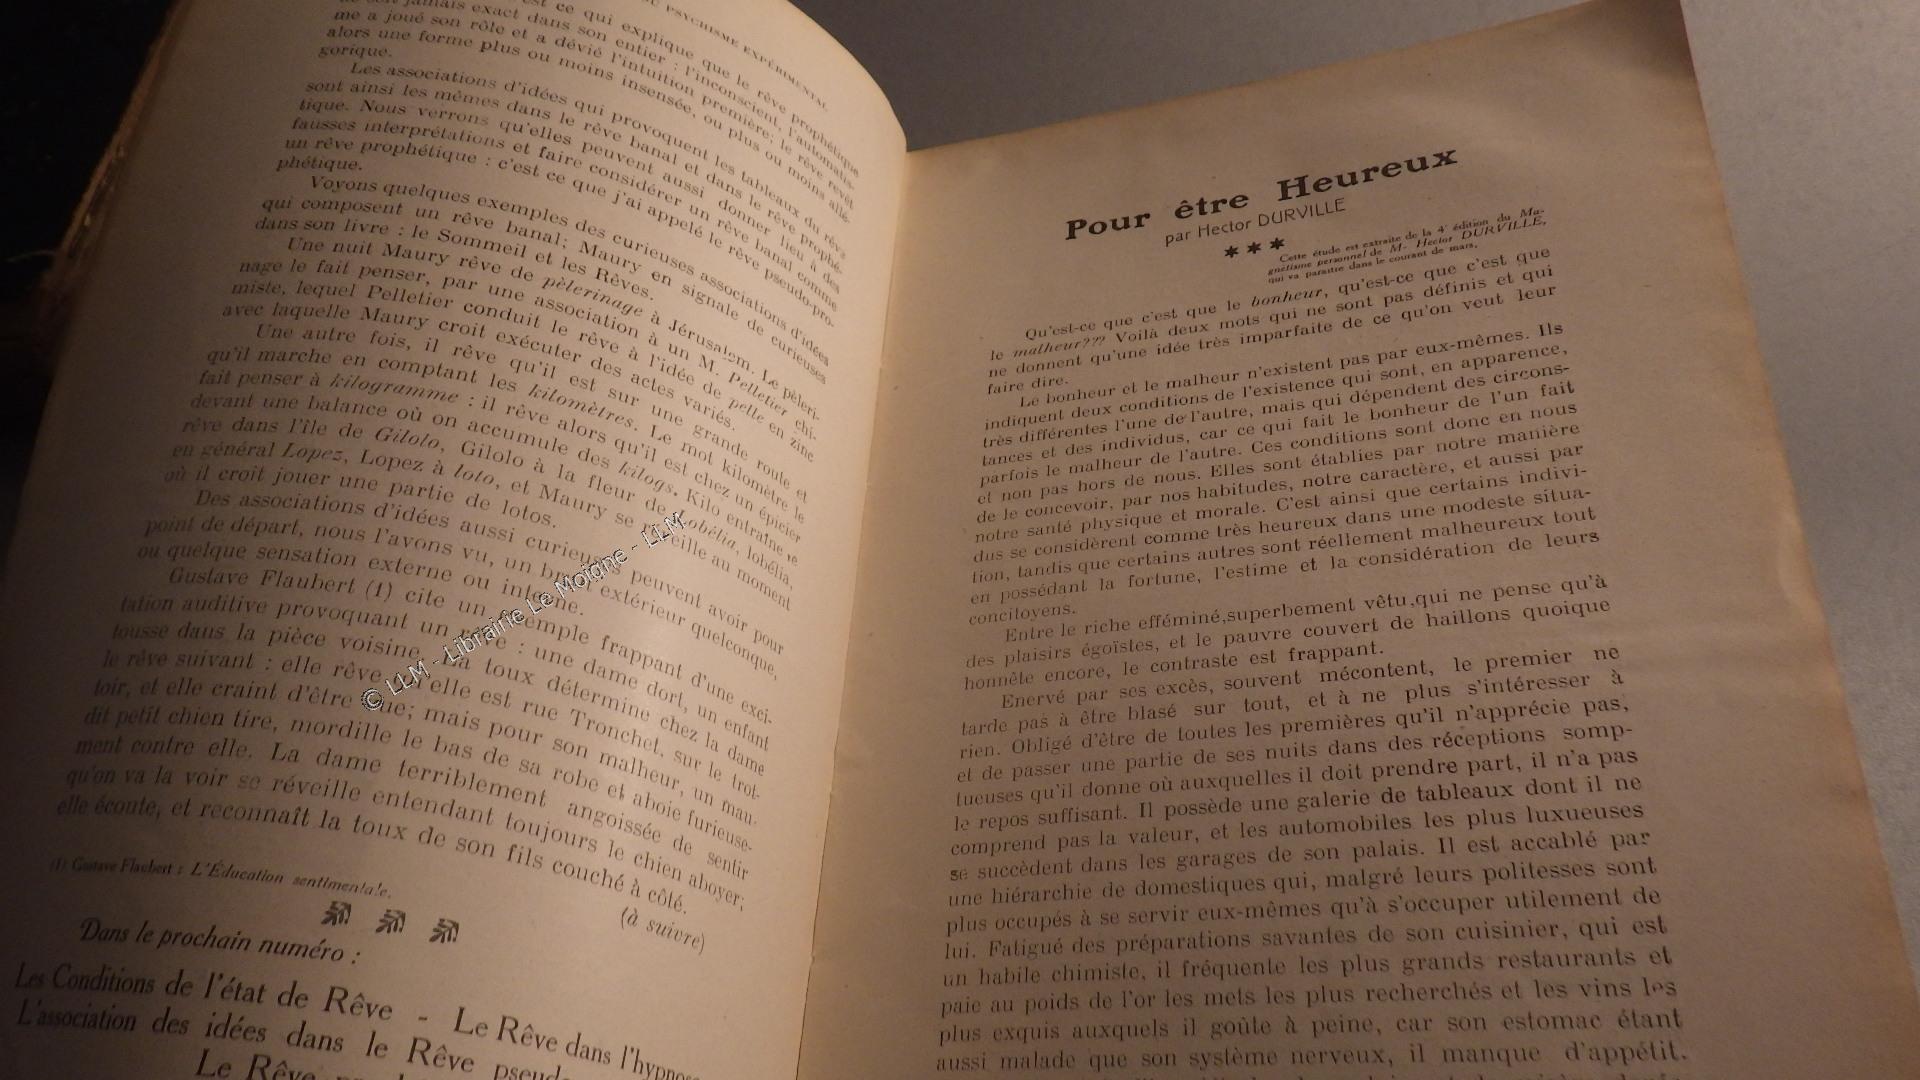 DU PSYCHISME EXPÉRIMENTAL
est ce qui explique que le rêve prophétique
ne soit jamais exact dans son entier : l'inconscient, l'automatis-
me a joué son rôle et a dévié l'intuition première; le rêve revêt
alors une forme plus ou moins insensée, ou plus ou moins allé-
gorique.
Les associations d'idées qui provoquent les tableaux du rêve
sont ainsi les mêmes dans le rêve banal et dans le rêve prophé-
tique. Nous verrons qu'elles peuvent aussi donner lieu à des
fausses interprétations et faire considérer un rêve banal comme
un rêve prophétique : c'est ce que j'ai appelé le rêve pseudo-pro-
phétique.
Voyons quelques exemples des curieuses associations d'idées
qui composent un rêve banal; Maury en signale de curieuses
dans son livre : le Sommeil et les Rêves.
Une nuit Maury rêve de pèlerinage à Jérusalem. Le pèleri-
nage le fait penser, par une association à un M. Pelletier chi-
miste, lequel Pelletier conduit le rêve à l'idée de pelle en zinc
avec laquelle Maury croit exécuter des actes variés.
Une autre fois, il rêve qu'il est sur une grande route et
qu'il marche en comptant les kilomètres. Le mot kilomètre le
fait penser à kilogramme : il rêve alors qu'il est chez un épicier
devant une balance où on accumule des kilogs. Kilo entraîne le
rêve dans l'île de Gilolo, Gilolo à la fleur de Lobélia, lobélia,
en général Lopez, Lopez à loto, et Maury se réveille au moment
où il croit jouer une partie de lotos.
Des associations d'idées aussi curieuses peuvent avoir pour
point de départ, nous l'avons vu, un bruit extérieur quelconque,
ou quelque sensation externe ou interne.
Gustave Flaubert (1) cite un exemple frappant d'une exci-
tation auditive provoquant un rêve : une dame dort, un enfant
tousse dans la pièce voisine. La toux détermine chez la dame
le rêve suivant : elle rêve qu'elle est rue Tronchet, sur le trot-
toir, et elle craint d'être vue; mais pour son malheur, un mau-
dit petit chien tire, mordille le bas de sa robe et aboie furieuse-
ment contre elle. La dame terriblement angoissée de sentir
qu'on va la voir se réveille entendant toujours le chien aboyer;
elle écoute, et reconnaît la toux de son fils couché à côté.
(à suivre)
(1) Gustave Flaubert : L'Éducation sentimentale.
Dans le prochain numéro :
Les Conditions de l'état de Rêve - Le Rêve dans l'hypnose
L'association des idées dans le Rêve pseudo
Le Rêve
Pour être Heureux
par Hector DURVILLE
★ ★ ★
Cette étude est extraite de la 4e édition du Ma-
gnétisme personnel de M. Hector DURVILLE,
qui va paraître dans le courant de mars.
Qu'est-ce que c'est que le bonheur, qu'est-ce que c'est que
le malheur??? Voilà deux mots qui ne sont pas définis et qui
ne donnent qu'une idée très imparfaite de ce qu'on veut leur
faire dire.
Le bonheur et le malheur n'existent pas par eux-mêmes. Ils
indiquent deux conditions de l'existence qui sont, en apparence,
très différentes l'une de l'autre, mais qui dépendent des circons-
tances et des individus, car ce qui fait le bonheur de l'un fait
parfois le malheur de l'autre. Ces conditions sont donc en nous
et non pas hors de nous. Elles sont établies par notre manière
de le concevoir, par nos habitudes, notre caractère, et aussi par
notre santé physique et morale. C'est ainsi que certains indivi-
dus se considèrent comme très heureux dans une modeste situa-
tion, tandis que certains autres sont réellement malheureux tout
en possédant la fortune, l'estime et la considération de leurs
concitoyens.
Entre le riche efféminé,superbement vêtu,qui ne pense qu'à
des plaisirs égoïstes, et le pauvre couvert de haillons quoique
honnête encore, le contraste est frappant.
Enervé par ses excès, souvent mécontent, le premier ne
tarde pas à être blasé sur tout, et à ne plus s'intéresser à
rien. Obligé d'être de toutes les premières qu'il n'apprécie pas,
et de passer une partie de ses nuits dans des réceptions somp-
tueuses qu'il donne où auxquelles il doit prendre part, il n'a pas
le repos suffisant. Il possède une galerie de tableaux dont il ne
comprend pas la valeur, et les automobiles les plus luxueuses
se succèdent dans les garages de son palais. Il est accablé par
une hiérarchie de domestiques qui, malgré leurs politesses sont
plus occupés à se servir eux-mêmes qu'à s'occuper utilement de
lui. Fatigué des préparations savantes de son cuisinier, qui est
un habile chimiste, il fréquente les plus grands restaurants et
paie au poids de l'or les mets les plus recherchés et les vins les
plus exquis auxquels il goûte à peine, car son estomac étant
aussi malade que son système nerveux, il manque d'appétit.
© LLM - Librairie Le Moigne - LLM